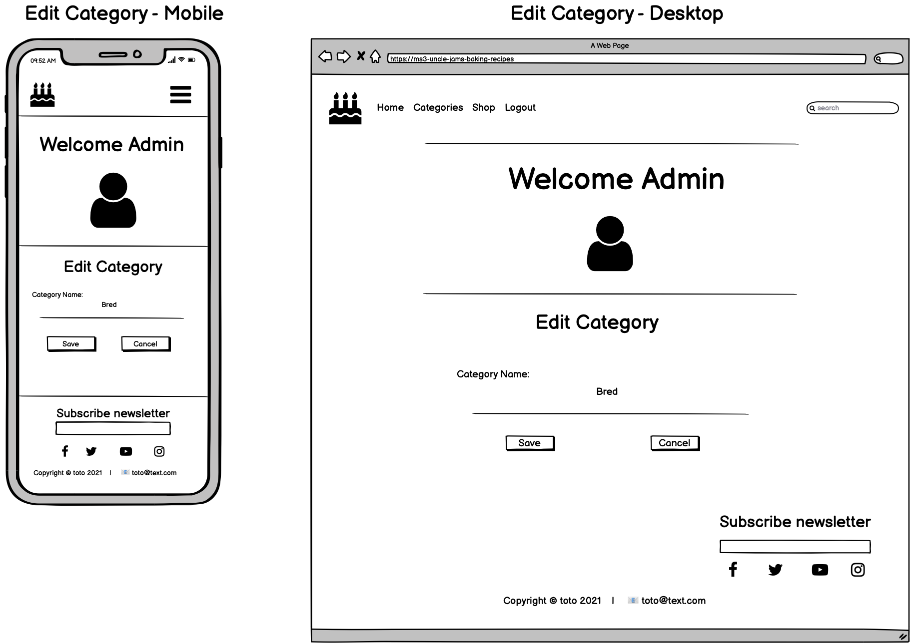 Edit Category - Mobile
09:52 AM
Welcome Admin
Edit Category
Category Name:
Bred
Save Cancel
Subscribe newsletter
Copyright © toto 2021 | toto@text.com
Edit Category - Desktop
A Web Page
https://ms3-uncle-jams-baking-recipes
Home Categories Shop Logout
search
Welcome Admin
Edit Category
Category Name:
Bred
Save Cancel
Subscribe newsletter
Copyright © toto 2021 | toto@text.com